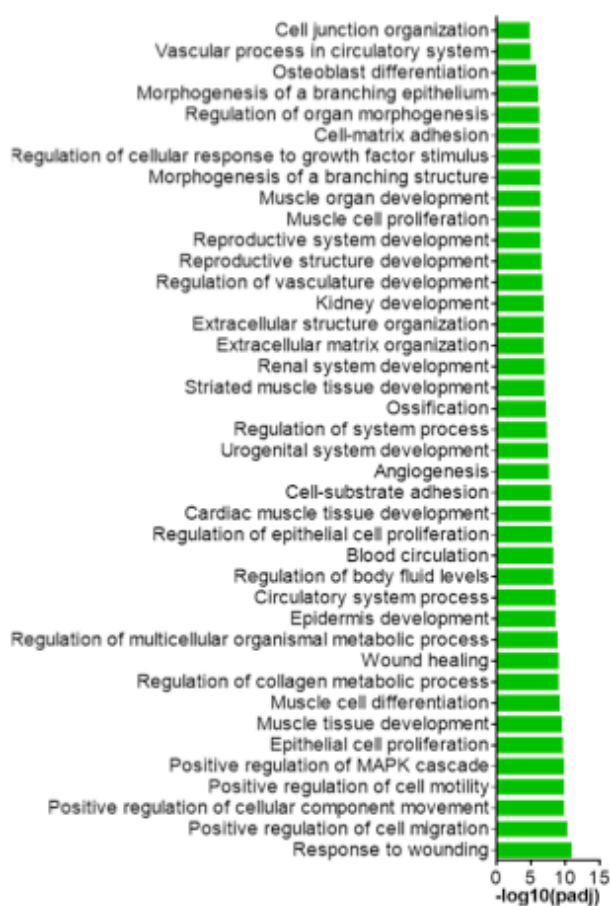 Cell junction organization
Vascular process in circulatory system
Osteoblast differentiation
Morphogenesis of a branching epithelium
Regulation of organ morphogenesis
Cell-matrix adhesion
Regulation of cellular response to growth factor stimulus
Morphogenesis of a branching structure
Muscle organ development
Muscle cell proliferation
Reproductive system development
Reproductive structure development
Regulation of vasculature development
Kidney development
Extracellular structure organization
Extracellular matrix organization
Renal system development
Striated muscle tissue development
Ossification
Regulation of system process
Urogenital system development
Angiogenesis
Cell-substrate adhesion
Cardiac muscle tissue development
Regulation of epithelial cell proliferation
Blood circulation
Regulation of body fluid levels
Circulatory system process
Epidermis development
Regulation of multicellular organismal metabolic process
Wound healing
Regulation of collagen metabolic process
Muscle cell differentiation
Muscle tissue development
Epithelial cell proliferation
Positive regulation of MAPK cascade
Positive regulation of cell motility
Positive regulation of cellular component movement
Positive regulation of cell migration
Response to wounding
0 5 10 15
-log10(padj)